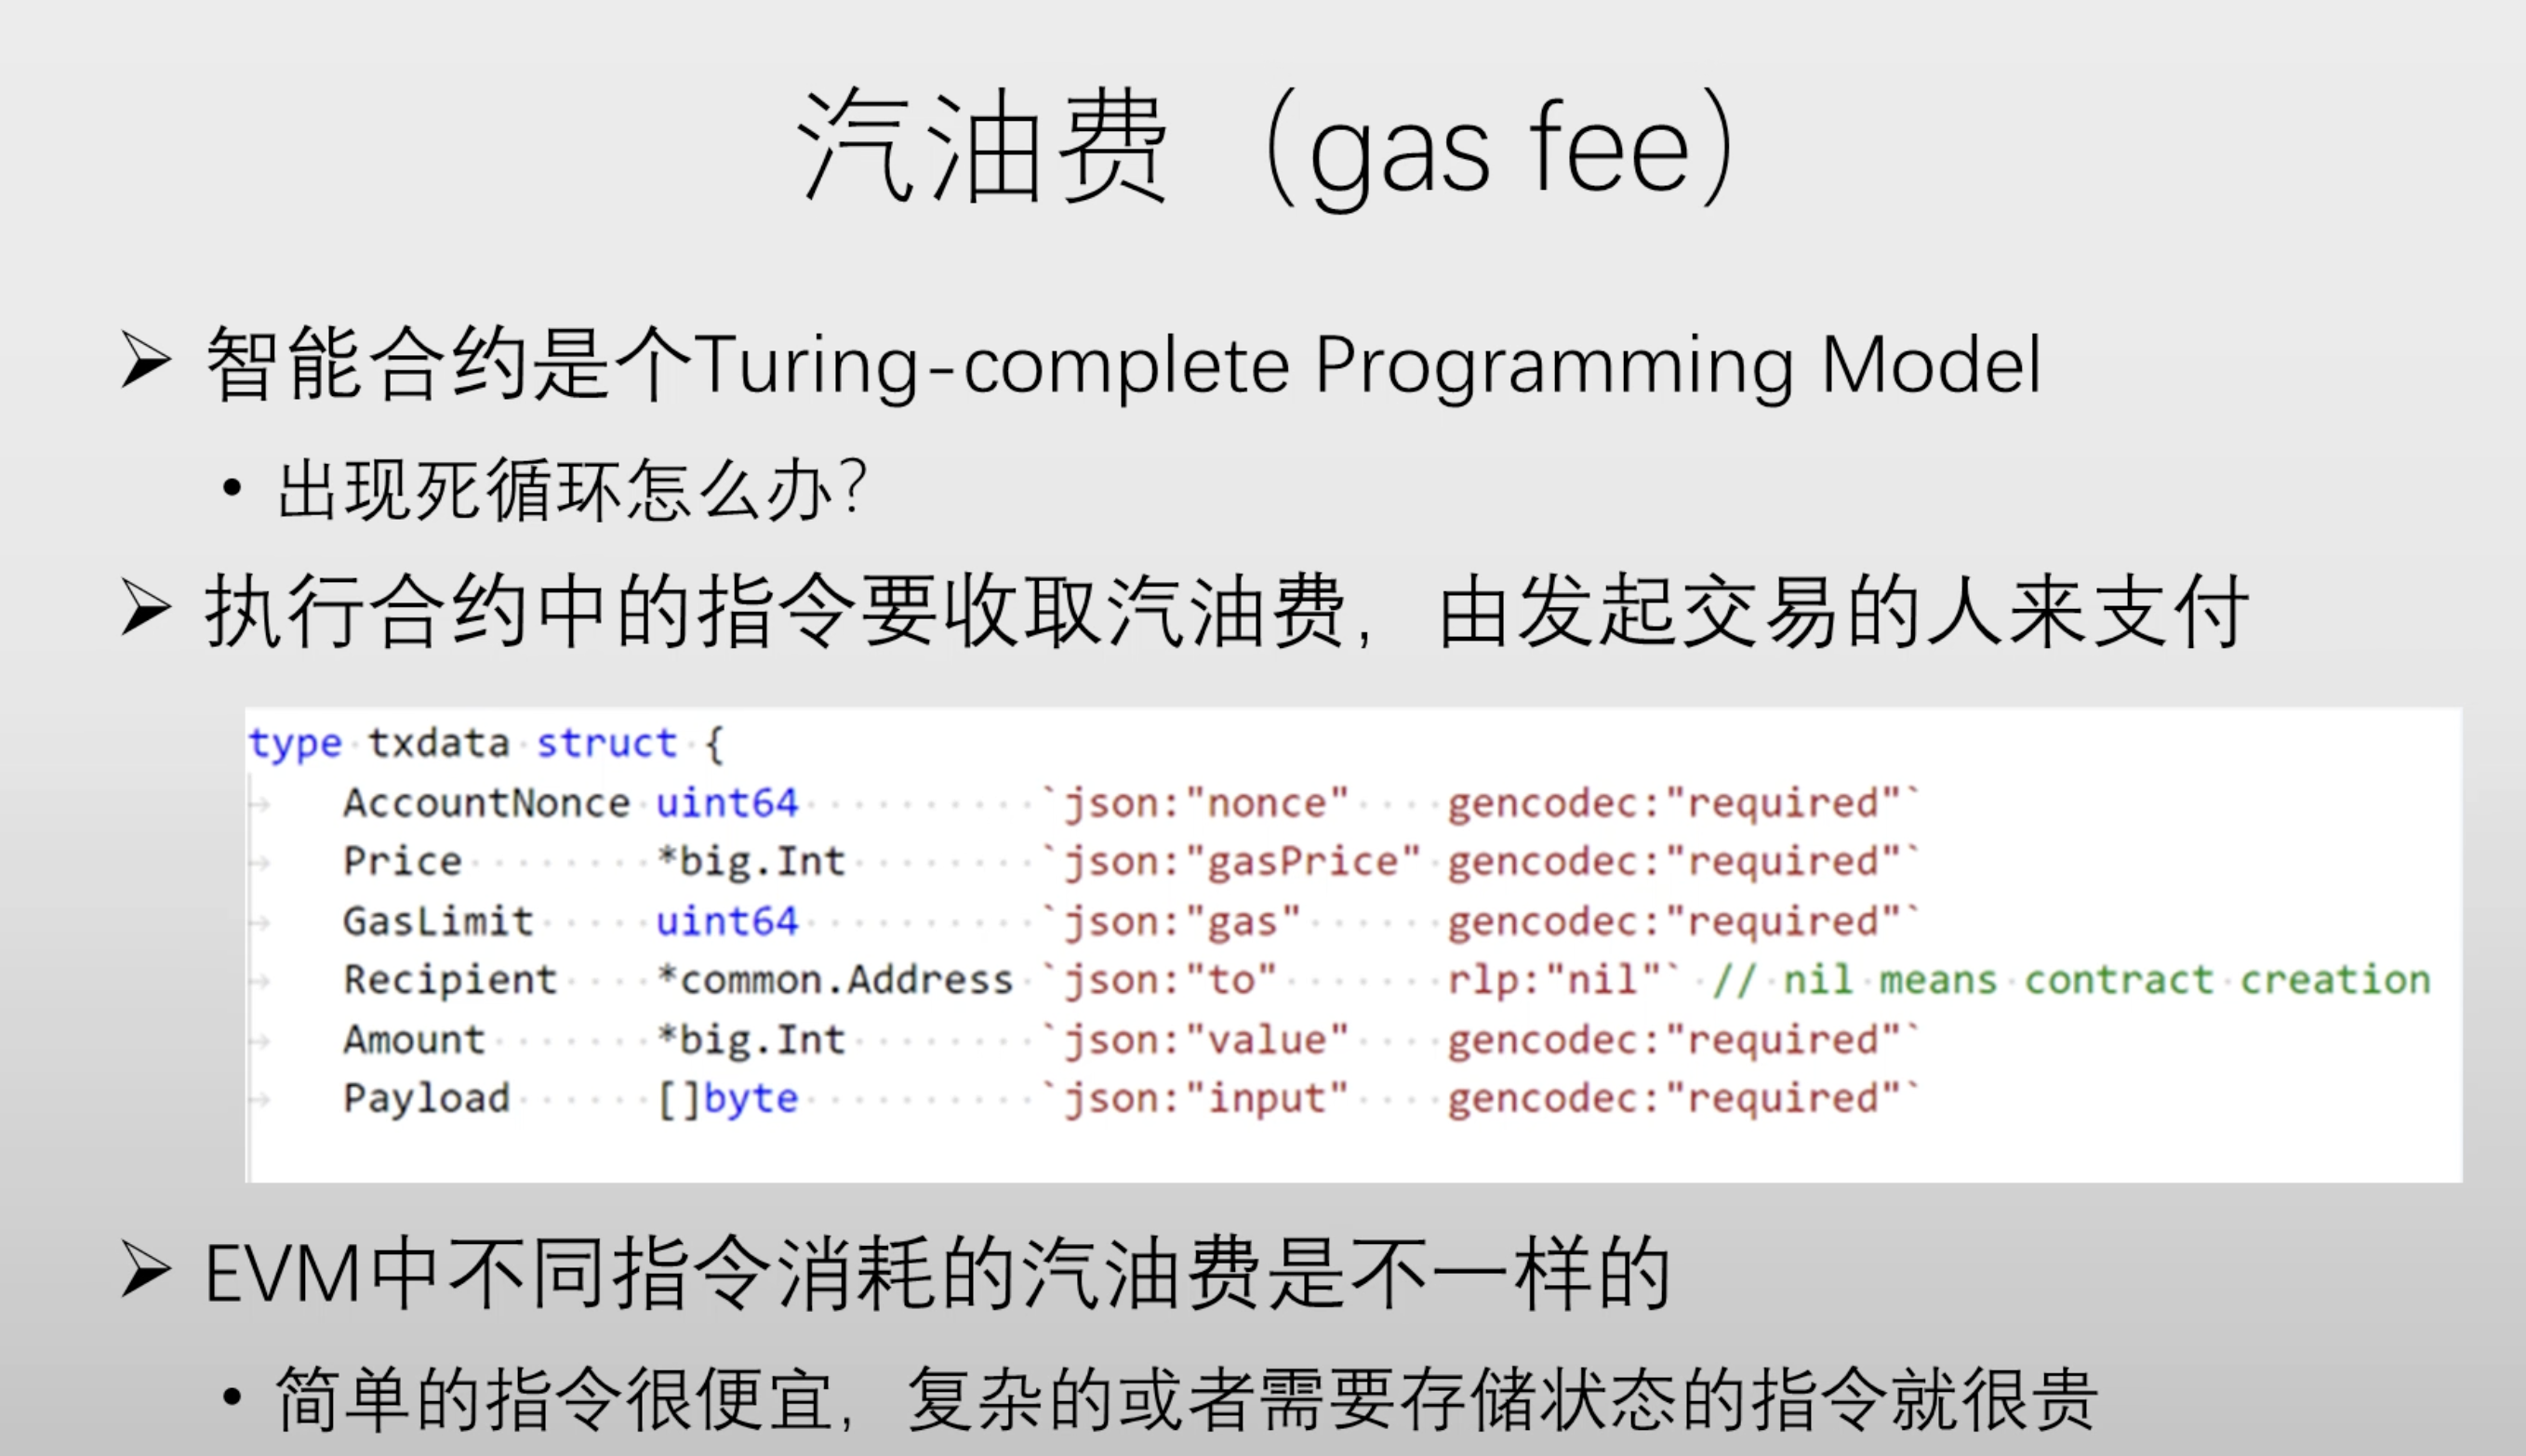 汽油费（gas fee）
➢ 智能合约是个Turing-complete Programming Model
• 出现死循环怎么办？
➢ 执行合约中的指令要收取汽油费，由发起交易的人来支付
type txdata struct {
AccountNonce uint64 `json:"nonce" gencodec:"required"`
Price *big.Int `json:"gasPrice" gencodec:"required"`
GasLimit uint64 `json:"gas" gencodec:"required"`
Recipient *common.Address `json:"to" rlp:"nil"` // nil means contract creation
Amount *big.Int `json:"value" gencodec:"required"`
Payload []byte `json:"input" gencodec:"required"`
➢ EVM中不同指令消耗的汽油费是不一样的
• 简单的指令很便宜，复杂的或者需要存储状态的指令就很贵